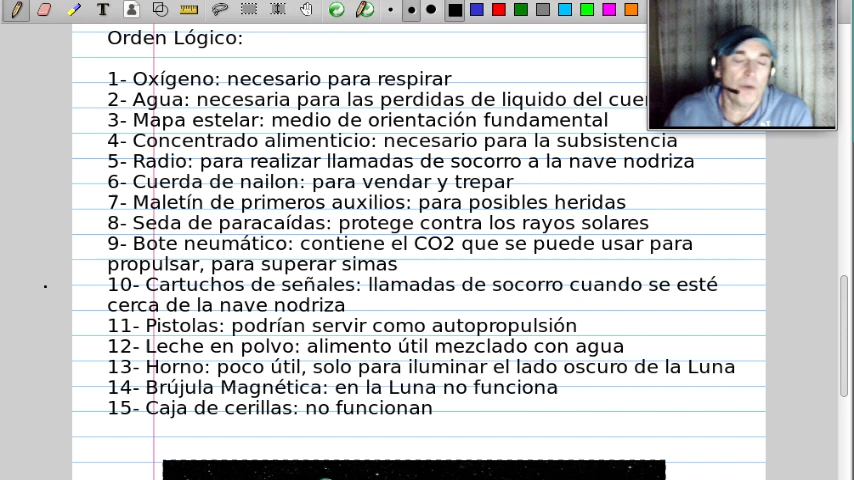 T
Orden Lógico:
1- Oxígeno: necesario para respirar
2- Agua: necesaria para las perdidas de liquido del
3- Mapa estelar: medio de orientación fundamental
4- Concentrado alimenticio: necesario para la subsistencia
5- Radio: para realizar llamadas de socorro a la nave nodriza
6- Cuerda de nailon: para vendar y trepar
7- Maletín de primeros auxilios: para posibles heridas
8- Seda de paracaídas: protege contra los rayos solares
9- Bote neumático: contiene el CO2 que se puede usar para
propulsar, para superar simas
10- Cartuchos de señales: llamadas de socorro cuando se esté
cerca de la nave nodriza
11- Pistolas: podrían servir como autopropulsión
12- Leche en polvo: alimento útil mezclado con agua
13- Horno: poco útil, solo para iluminar el lado oscuro de la Luna
14- Brújula Magnética: en la Luna no funciona
15- Caja de cerillas: no funcionan